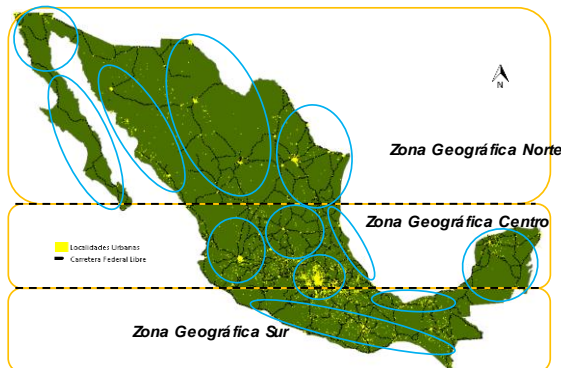 N
Zona Geográfica Norte
Zona Geográfica Centro
Localidades Urbanas
Carretera Federal Libre
Zona Geográfica Sur